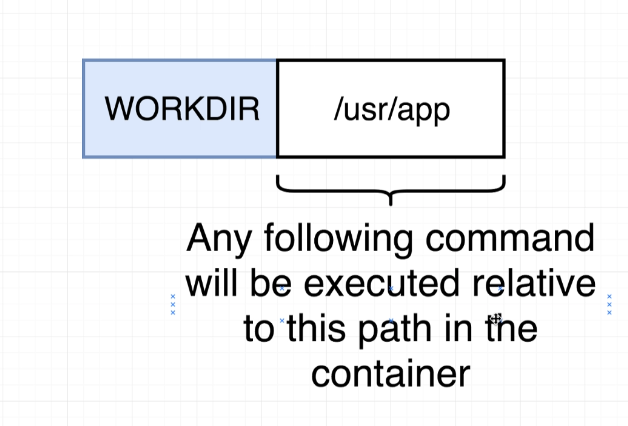 WORKDIR /usr/app
Any following command
will be executed relative
to this path in the
container